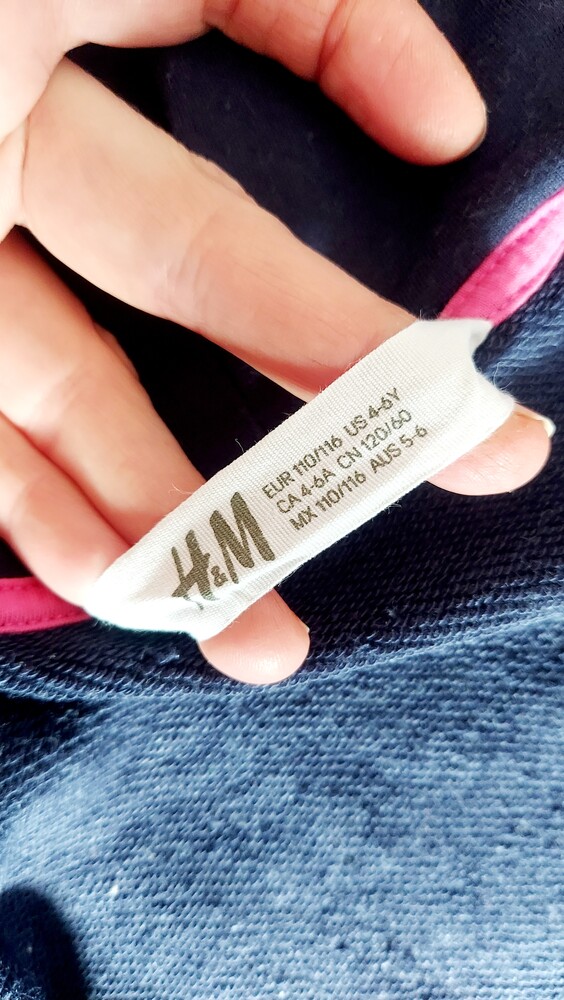 H&M
EUR 110/116 US 4-6Y
CA 4-6A CN 120/60
MX 110/116 AUS 5-6